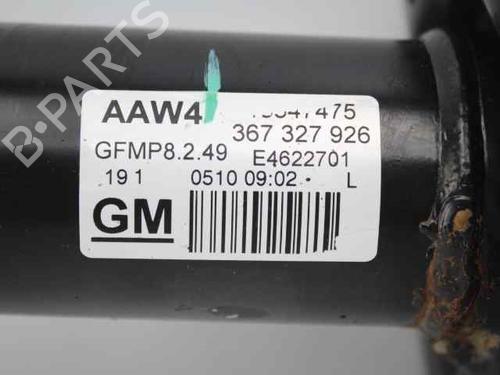 B-PARTS
AAW4
367 327 926
GFMP8.2.49 E4622701
19 1 0510 09:02 L
GM